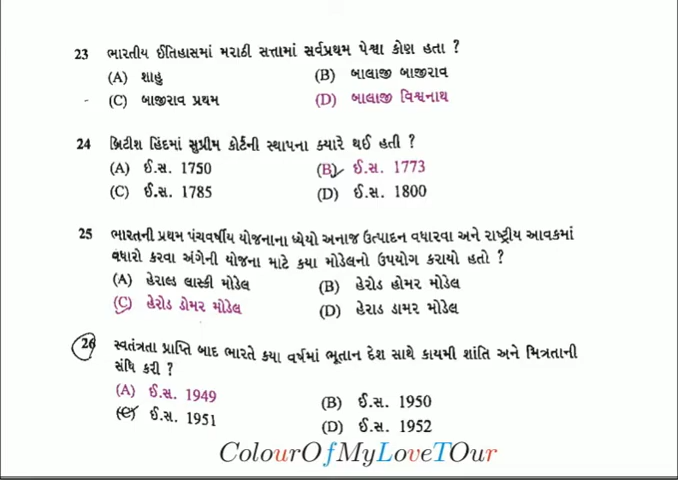 23 ભારતીય ઈતિહાસમાં મરાઠી સત્તામાં સર્વપ્રથમ પેશ્વા કોણ હતા ?
(A) શાહુ (B) બાલાજી બાજીરાવ
(C) બાજીરાવ પ્રથમ (D) બાલાજી વિશ્વનાથ
24 બ્રિટીશ હિંદમાં સુપ્રીમ કોર્ટની સ્થાપના ક્યારે થઈ હતી ?
(A) ઈ.સ. 1750 (B) ઈ.સ. 1773
(C) ઈ.સ. 1785 (D) ઈ.સ. 1800
25 ભારતની પ્રથમ પંચવર્ષીય યોજનાના ધ્યેયો અનાજ ઉત્પાદન વધારવા અને રાષ્ટ્રીય આવકમાં
વધારો કરવા અંગેની યોજના માટે કયા મોડેલનો ઉપયોગ કરાયો હતો ?
(A) હેરાલ્ડ લાસ્કી મોડેલ (B) હેરોડ હોમર મોડેલ
(C) હેરોડ ડોમર મોડેલ (D) હેરાડ ડામર મોડેલ
26 સ્વતંત્રતા પ્રાપ્તિ બાદ ભારતે ક્યા વર્ષમાં ભૂતાન દેશ સાથે કાયમી શાંતિ અને મિત્રતાની
સંધિ કરી ?
(A) ઈ.સ. 1949 (B) ઈ.સ. 1950
(C) ઈ.સ. 1951 (D) ઈ.સ. 1952
ColourOfMyLoveTOur